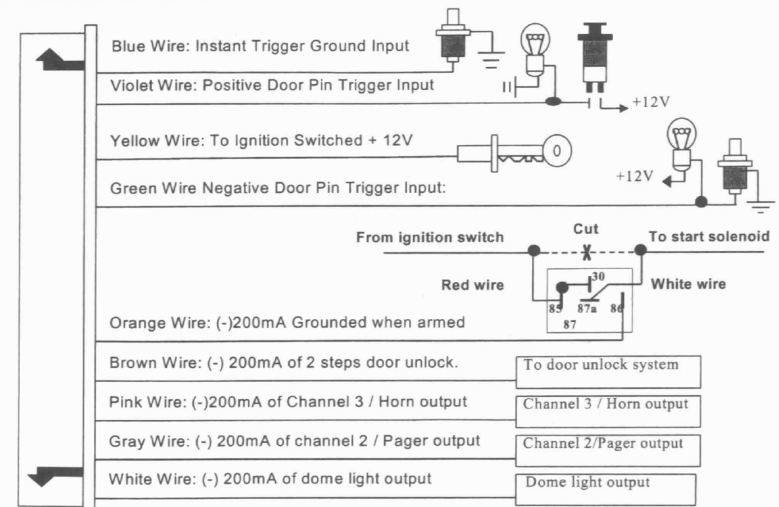 Blue Wire: Instant Trigger Ground Input
Violet Wire: Positive Door Pin Trigger Input
+12V
Yellow Wire: To Ignition Switched + 12V
+12V
Green Wire Negative Door Pin Trigger Input:
From ignition switch
Cut
To start solenoid
X
Red wire
30
White wire
85
87a
86
87
Orange Wire: (-)200mA Grounded when armed
Brown Wire: (-) 200mA of 2 steps door unlock.
To door unlock system
Pink Wire: (-)200mA of Channel 3 / Horn output
Channel 3 / Horn output
Gray Wire: (-) 200mA of channel 2 / Pager output
Channel 2/Pager output
White Wire: (-) 200mA of dome light output
Dome light output